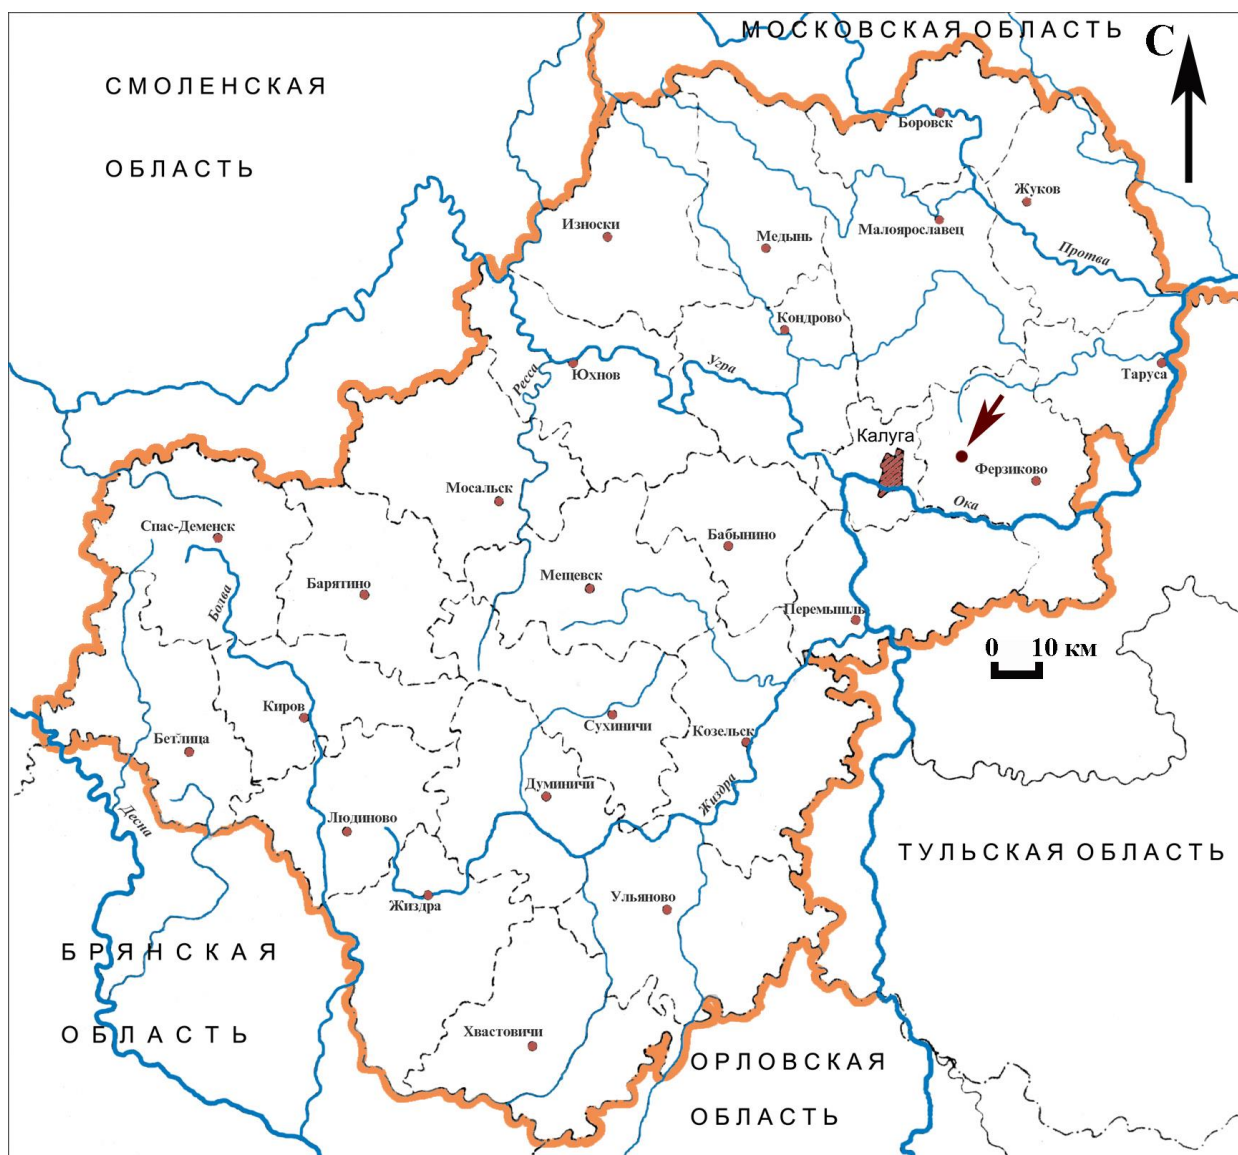 МОСКОВСКАЯ ОБЛАСТЬ
С
СМОЛЕНСКАЯ
ОБЛАСТЬ
Боровск
Жуков
Износки
Медынь
Малоярославец
Протва
Кондрово
Угра
Ресса
Юхнов
Таруса
Калуга
Ферзиково
Ока
Мосальск
Спас-Деменск
Бабынино
Барятино
Мещевск
Болва
Перемышль
0 10 км
Киров
Сухиничи
Козельск
Бетлица
Думиничи
Жиздра
Десна
Людиново
ТУЛЬСКАЯ ОБЛАСТЬ
Жиздра
Ульяново
БРЯНСКАЯ
ОБЛАСТЬ
Хвастовичи
ОРЛОВСКАЯ
ОБЛАСТЬ